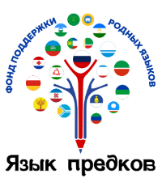 ФОНД ПОДДЕРЖКИ РОДНЫХ ЯЗЫКОВ
Язык предков